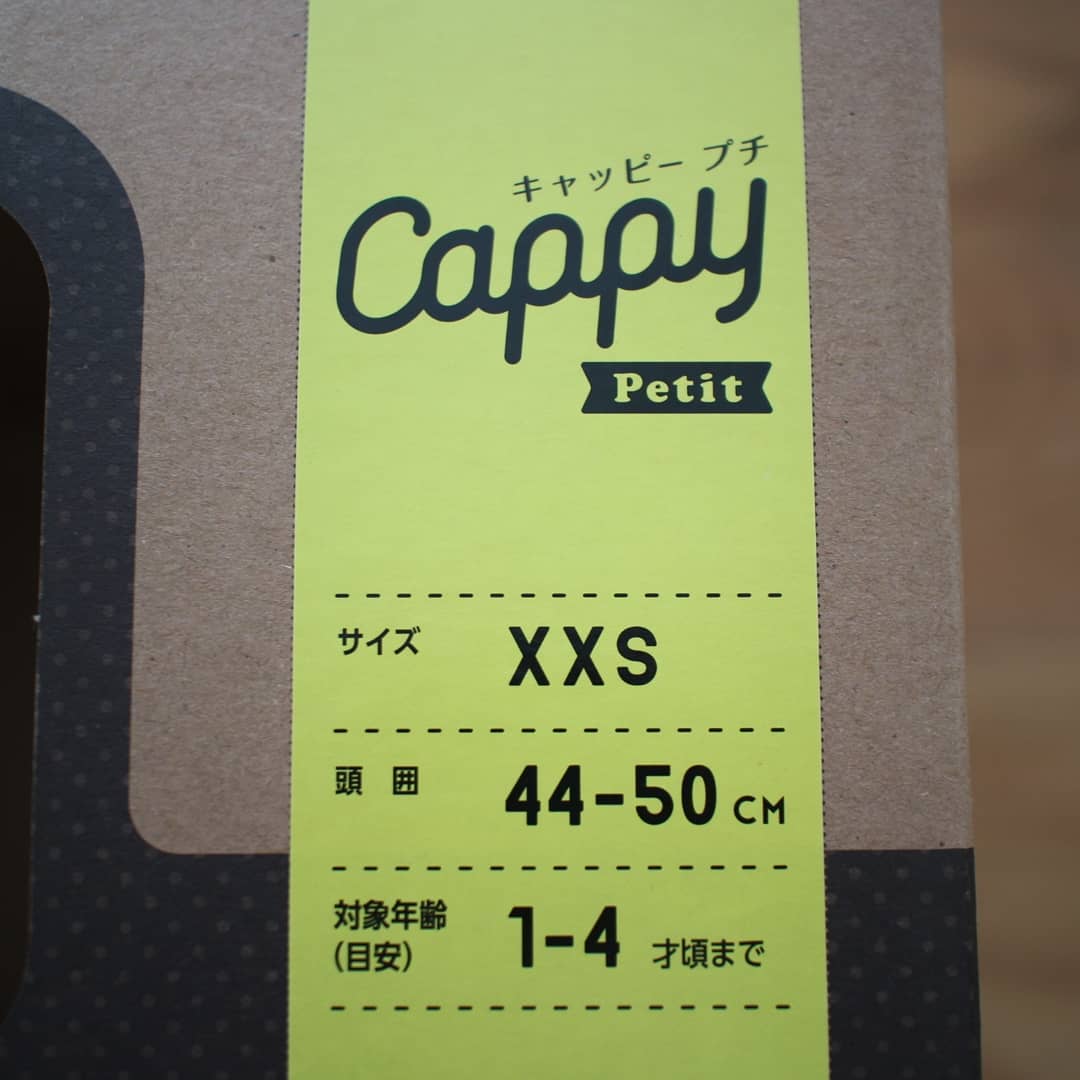 キャッピー プチ
Cappy
Petit
サイズ XXS
頭囲 44-50 CM
対象年齢
(目安) 1-4 才頃まで